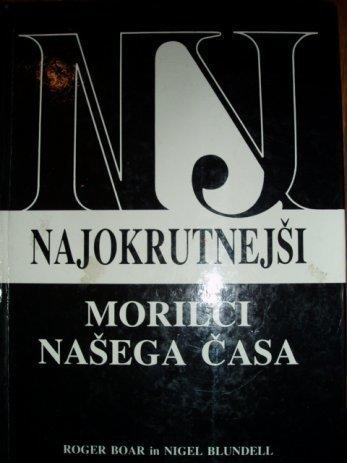 NJ
NAJOKRUTNEJŠI
MORILCI
NAŠEGA ČASA
ROGER BOAR in NIGEL BLUNDELL